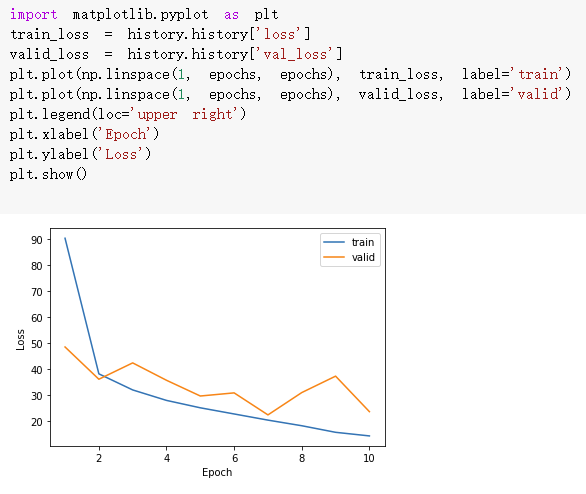 import matplotlib.pyplot as plt
train_loss = history.history['loss']
valid_loss = history.history['val_loss']
plt.plot(np.linspace(1, epochs, epochs), train_loss, label='train')
plt.plot(np.linspace(1, epochs, epochs), valid_loss, label='valid')
plt.legend(loc='upper right')
plt.xlabel('Epoch')
plt.ylabel('Loss')
plt.show()
train
valid
90
80
70
60
50
40
30
20
Loss
2
4
6
8
10
Epoch